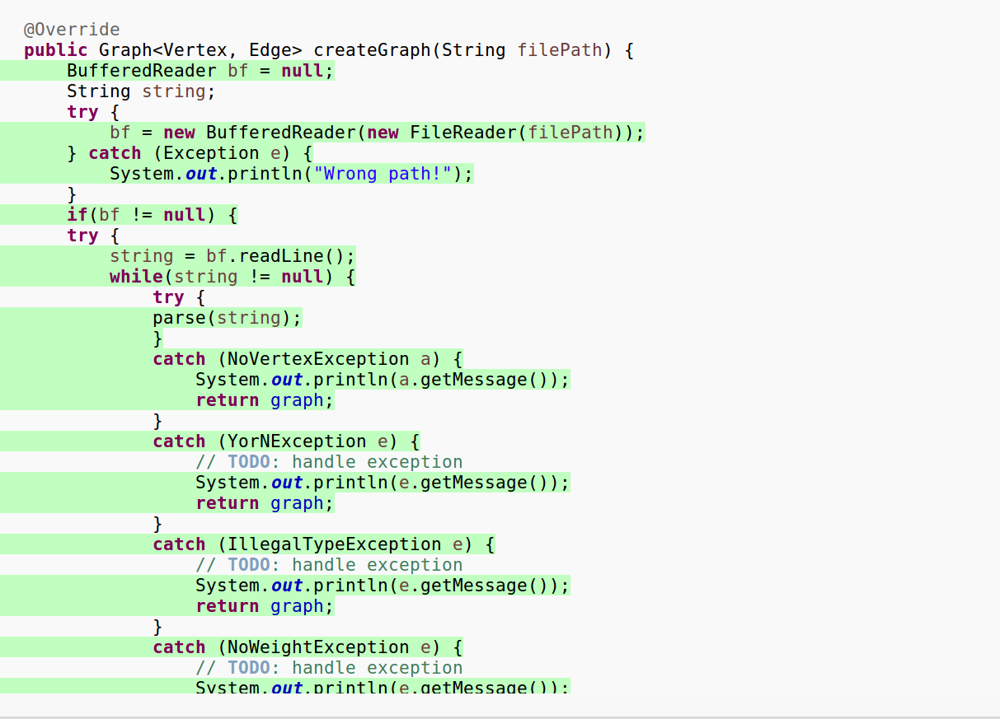 @Override
public Graph<Vertex, Edge> createGraph(String filePath) {
    BufferedReader bf = null;
    String string;
    try {
        bf = new BufferedReader(new FileReader(filePath));
    } catch (Exception e) {
        System.out.println("Wrong path!");
    }
    if(bf != null) {
    try {
        string = bf.readLine();
        while(string != null) {
            try {
            parse(string);
            }
            catch (NoVertexException a) {
                System.out.println(a.getMessage());
                return graph;
            }
            catch (YorNException e) {
                // TODO: handle exception
                System.out.println(e.getMessage());
                return graph;
            }
            catch (IllegalTypeException e) {
                // TODO: handle exception
                System.out.println(e.getMessage());
                return graph;
            }
            catch (NoWeightException e) {
                // TODO: handle exception
                System.out.println(e.getMessage());